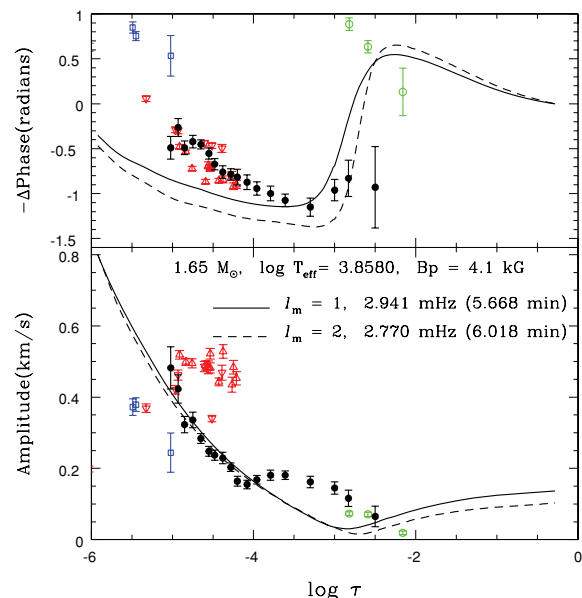 1
0.5
0
-0.5
-1
-1.5
−ΔPhase(radians)
0.8
0.6
0.4
0.2
0
Amplitude(km/s)
1.65 M⊙, log Teff= 3.8580, Bp = 4.1 kG
lm = 1, 2.941 mHz (5.668 min)
lm = 2, 2.770 mHz (6.018 min)
-6 -4 -2 0
log τ